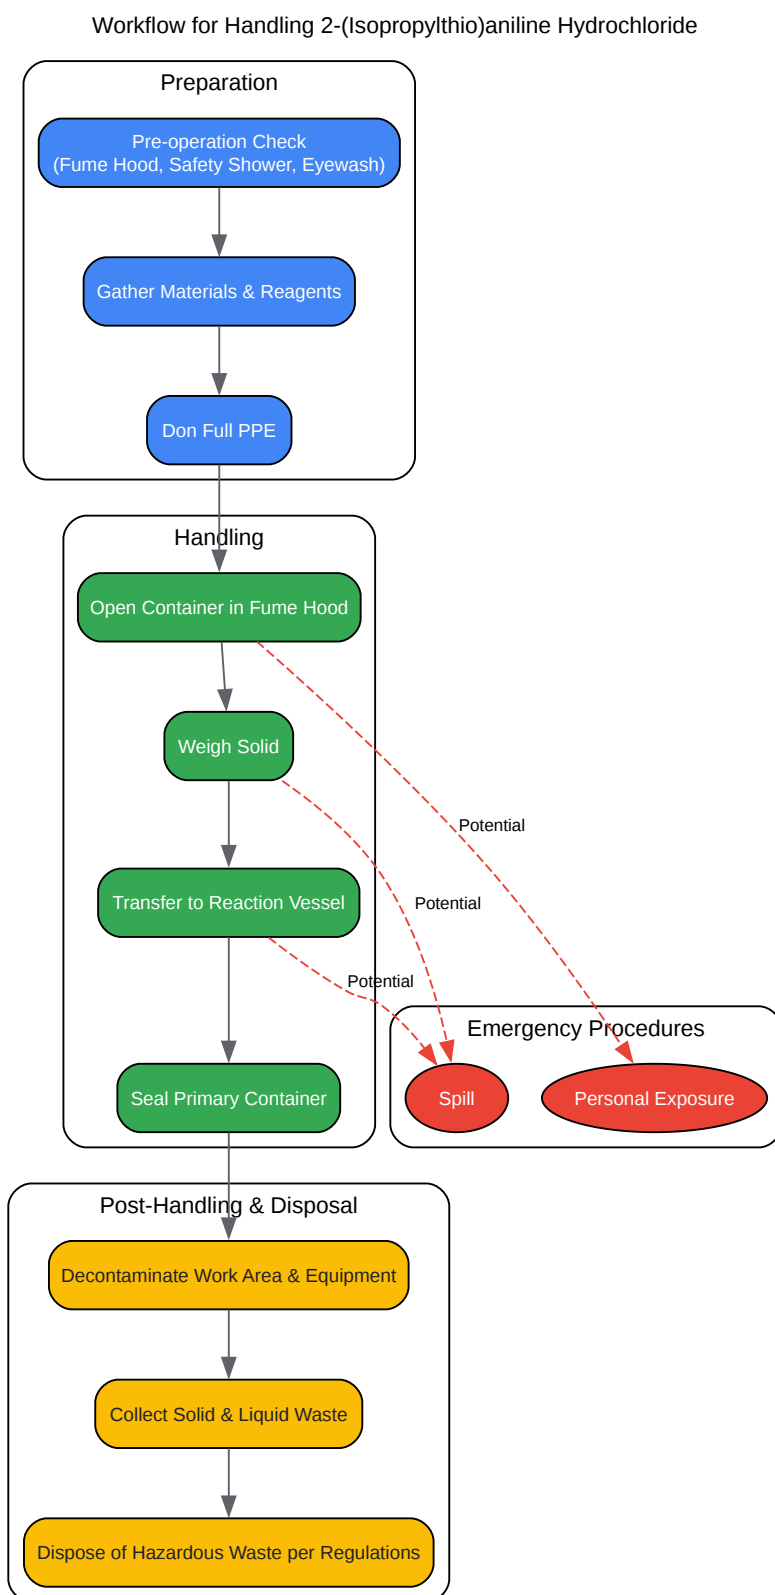 Workflow for Handling 2-(Isopropylthio)aniline Hydrochloride
Preparation
Pre-operation Check
(Fume Hood, Safety Shower, Eyewash)
Gather Materials & Reagents
Don Full PPE
Handling
Open Container in Fume Hood
Weigh Solid
Potential
Transfer to Reaction Vessel
Potential
Potential
Emergency Procedures
Seal Primary Container
Spill
Personal Exposure
Post-Handling & Disposal
Decontaminate Work Area & Equipment
Collect Solid & Liquid Waste
Dispose of Hazardous Waste per Regulations